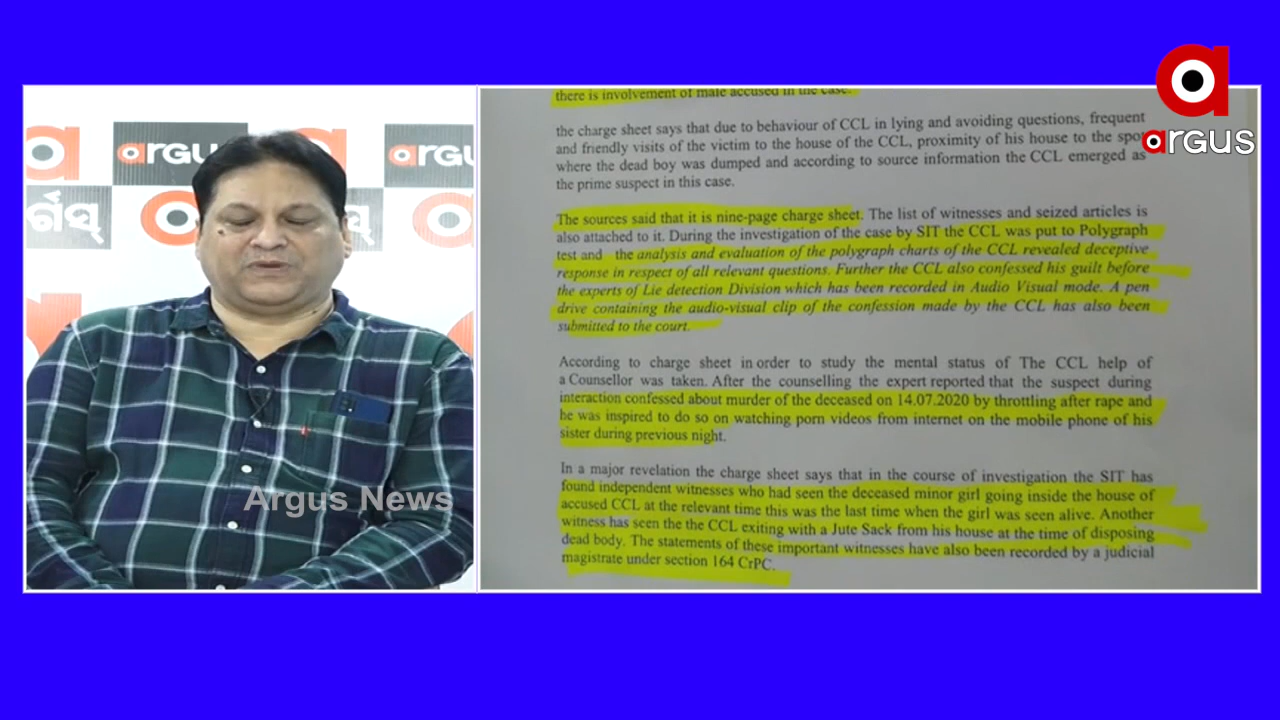 argus
argus
ର୍ଗସ୍
Argus News
there is involvement of male accused in the case.
the charge sheet says that due to behaviour of CCL in lying and avoiding questions, frequent
and friendly visits of the victim to the house of the CCL, proximity of his house to the spot
where the dead boy was dumped and according to source information the CCL emerged as
the prime suspect in this case.
The sources said that it is nine-page charge sheet. The list of witnesses and seized articles is
also attached to it. During the investigation of the case by SIT the CCL was put to Polygraph
test and the analysis and evaluation of the polygraph charts of the CCL revealed deceptive
response in respect of all relevant questions. Further the CCL also confessed his guilt before
the experts of Lie detection Division which has been recorded in Audio Visual mode. A pen
drive containing the audio-visual clip of the confession made by the CCL has also been
submitted to the court.
According to charge sheet in order to study the mental status of The CCL help of
a Counsellor was taken. After the counselling the expert reported that the suspect during
interaction confessed about murder of the deceased on 14.07.2020 by throttling after rape and
he was inspired to do so on watching porn videos from internet on the mobile phone of his
sister during previous night.
In a major revelation the charge sheet says that in the course of investigation the SIT has
found independent witnesses who had seen the deceased minor girl going inside the house of
accused CCL at the relevant time this was the last time when the girl was seen alive. Another
witness has seen the the CCL exiting with a Jute Sack from his house at the time of disposing
dead body. The statements of these important witnesses have also been recorded by a judicial
magistrate under section 164 CrPC.
argus